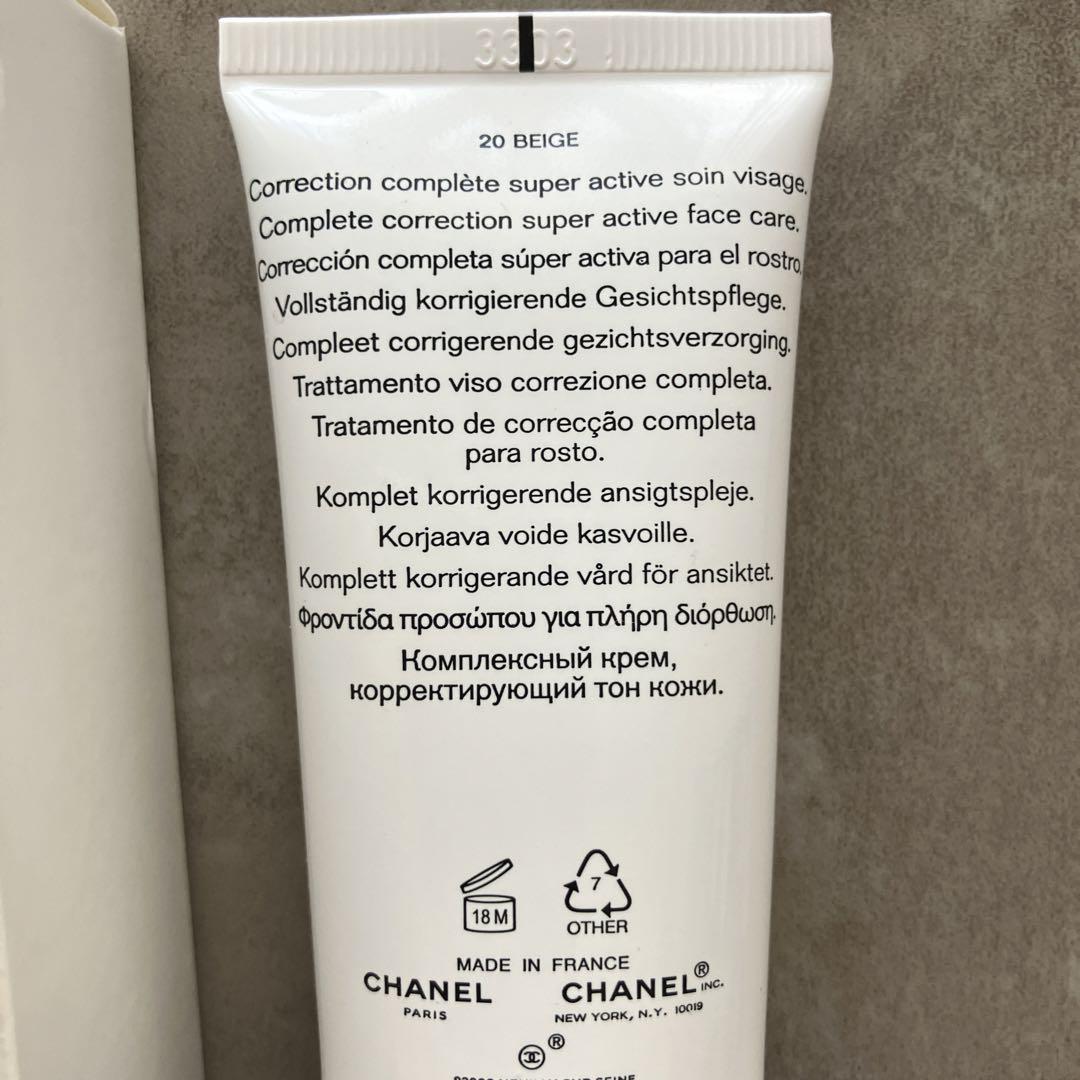 20 BEIGE
Correction complète super active soin visage.
Complete correction super active face care.
Corrección completa súper activa para el rostro.
Vollständig korrigierende Gesichtspflege.
Compleet corrigerende gezichtsverzorging.
Trattamento viso correzione completa.
Tratamento de correcção completa
para rosto.
Komplet korrigerende ansigtspleje.
Korjaava voide kasvoille.
Komplett korrigerande vård för ansiktet.
Φροντίδα προσώπου για πλήρη διόρθωση.
Комплексный крем,
корректирующий тон кожи.
18 M
7
OTHER
MADE IN FRANCE
CHANEL
PARIS
CHANEL® INC.
NEW YORK, N.Y. 10019
®